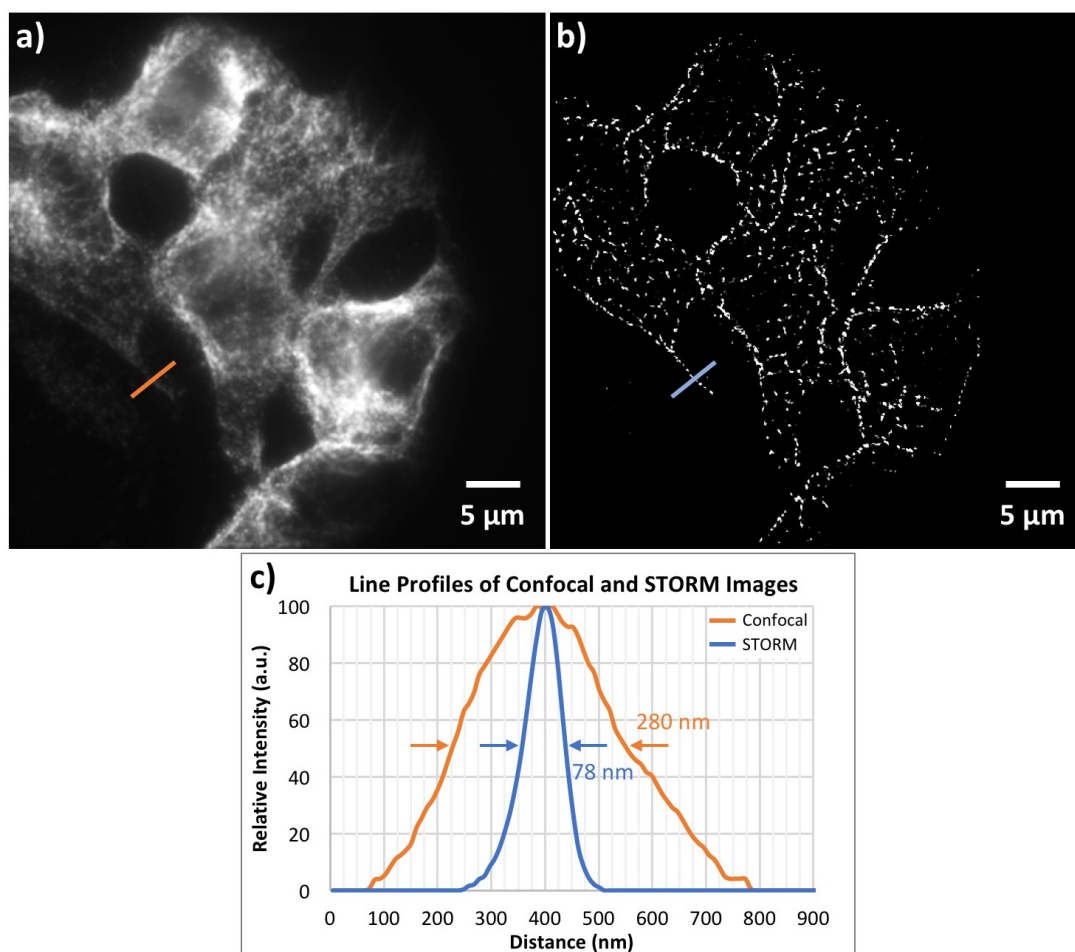 a)
b)
5 µm
5 µm
c)
Line Profiles of Confocal and STORM Images
Relative Intensity (a.u.)
100
80
60
40
20
0
Confocal
STORM
280 nm
78 nm
0 100 200 300 400 500 600 700 800 900
Distance (nm)